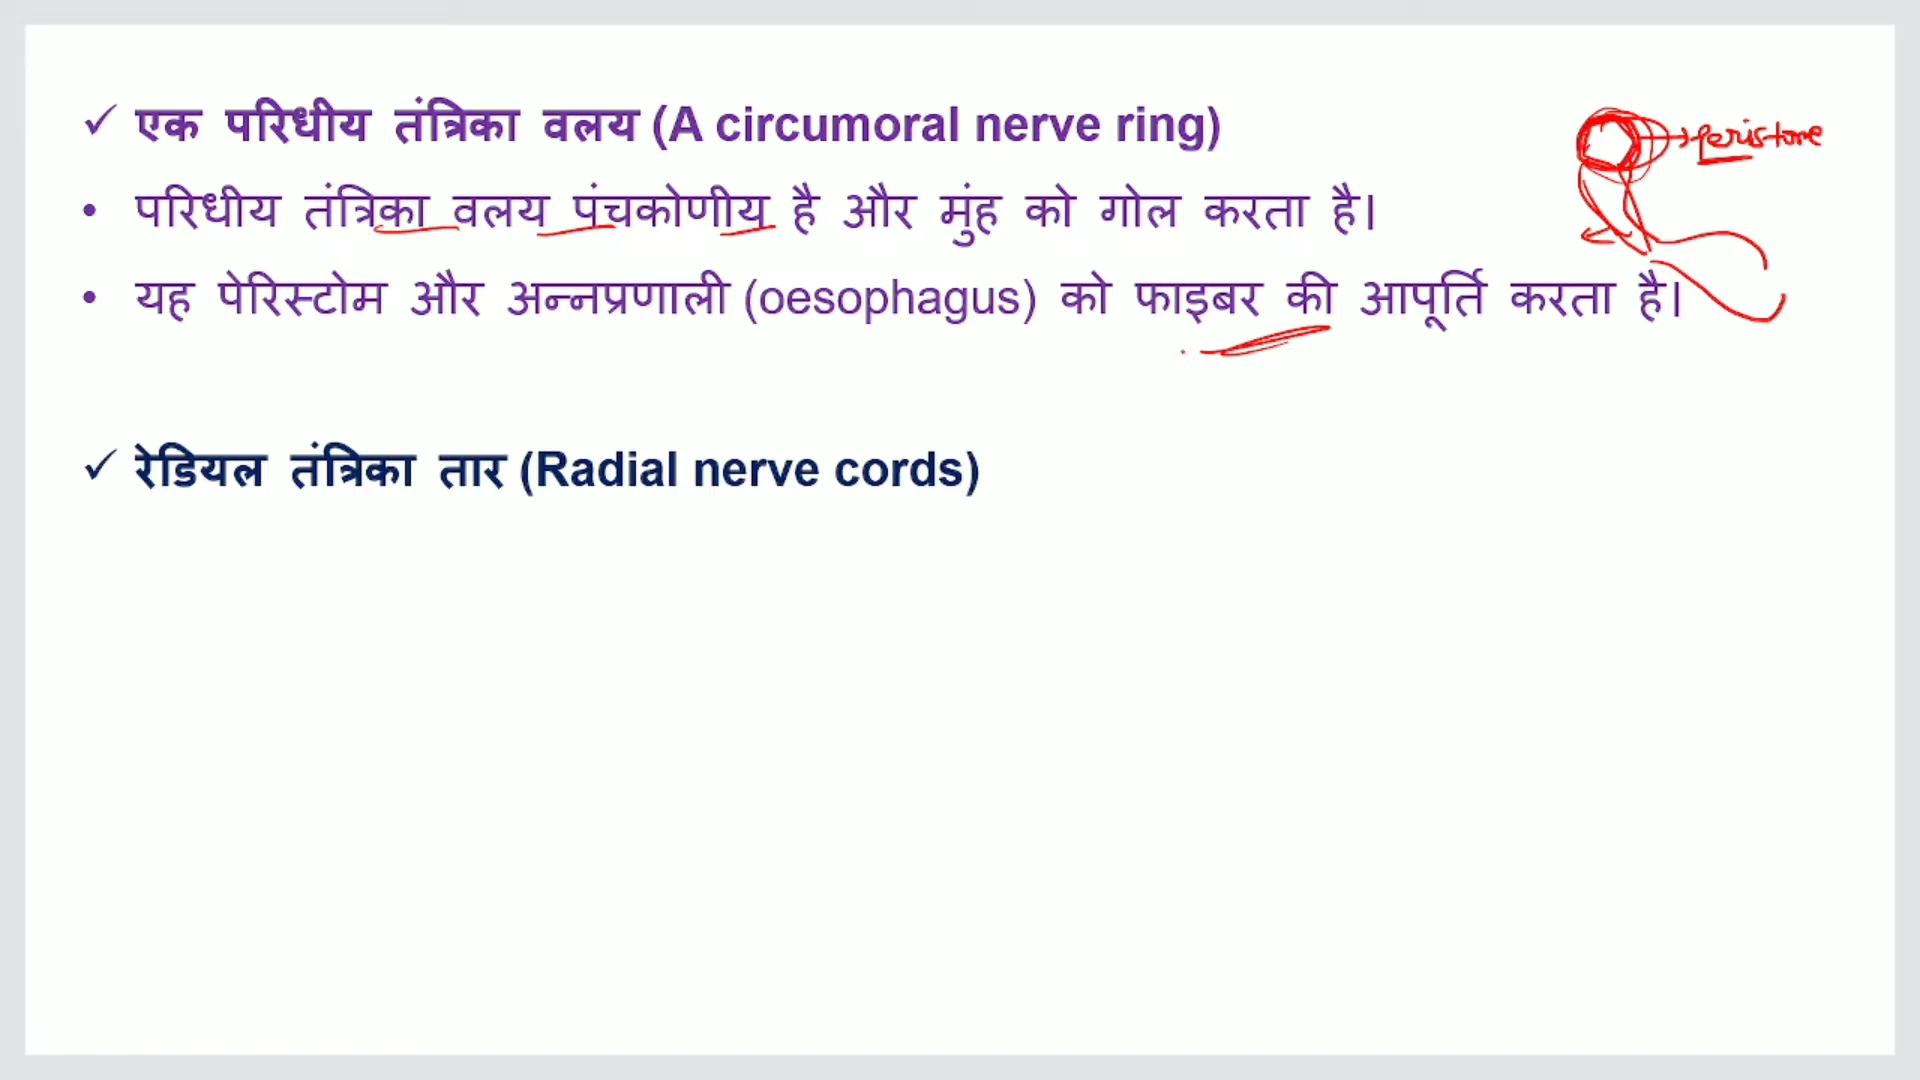 ✓ एक परिधीय तंत्रिका वलय (A circumoral nerve ring)
• परिधीय तंत्रिका वलय पंचकोणीय है और मुंह को गोल करता है।
• यह पेरिस्टोम और अन्नप्रणाली (oesophagus) को फाइबर की आपूर्ति करता है।
✓ रेडियल तंत्रिका तार (Radial nerve cords)
peristome